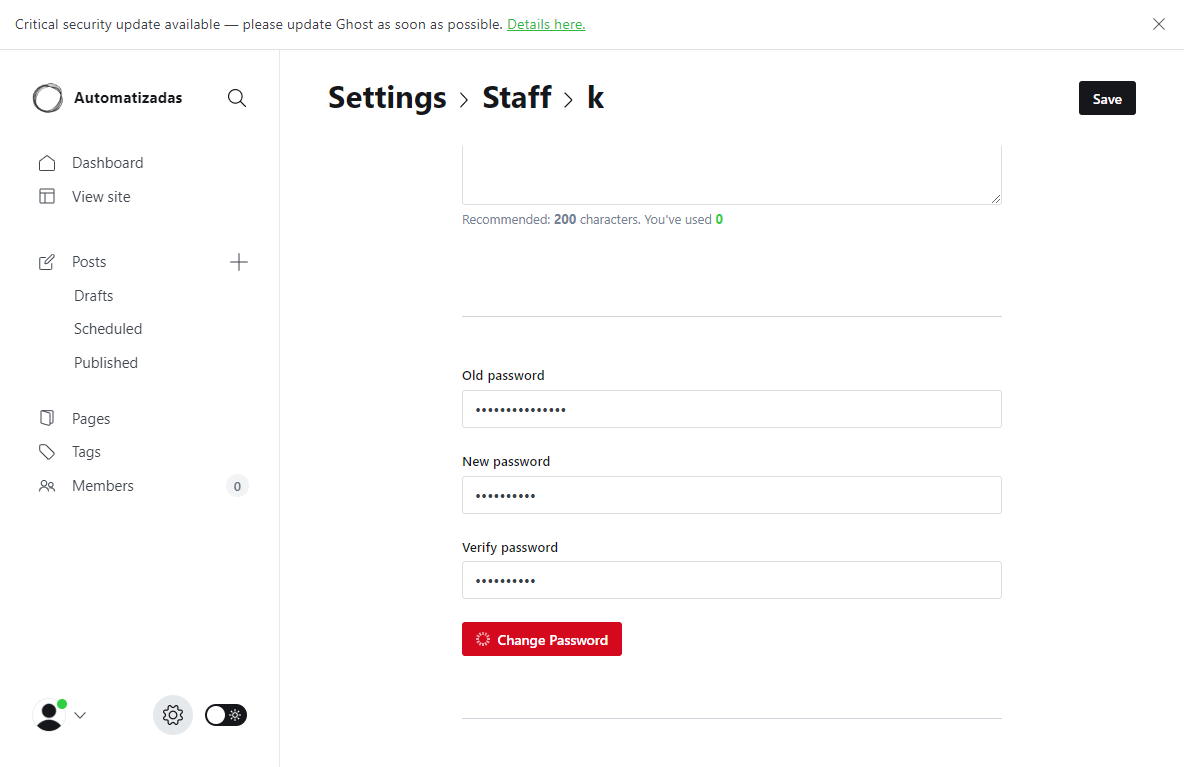 Critical security update available — please update Ghost as soon as possible. Details here.
Automatizadas
Settings > Staff > k
Save
Dashboard
View site
Recommended: 200 characters. You've used 0
Posts
Drafts
Scheduled
Published
Old password
•••••••••••••••
Pages
Tags
Members 0
New password
••••••••••
Verify password
••••••••••
Change Password